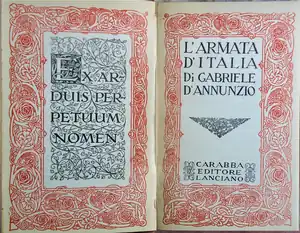 EX AR-
DUIS PER-
PETUUM
NOMEN
L'ARMATA
D'ITALIA
Di GABRIELE
D'ANNUNZIO
CARABBA
EDITORE
LANCIANO